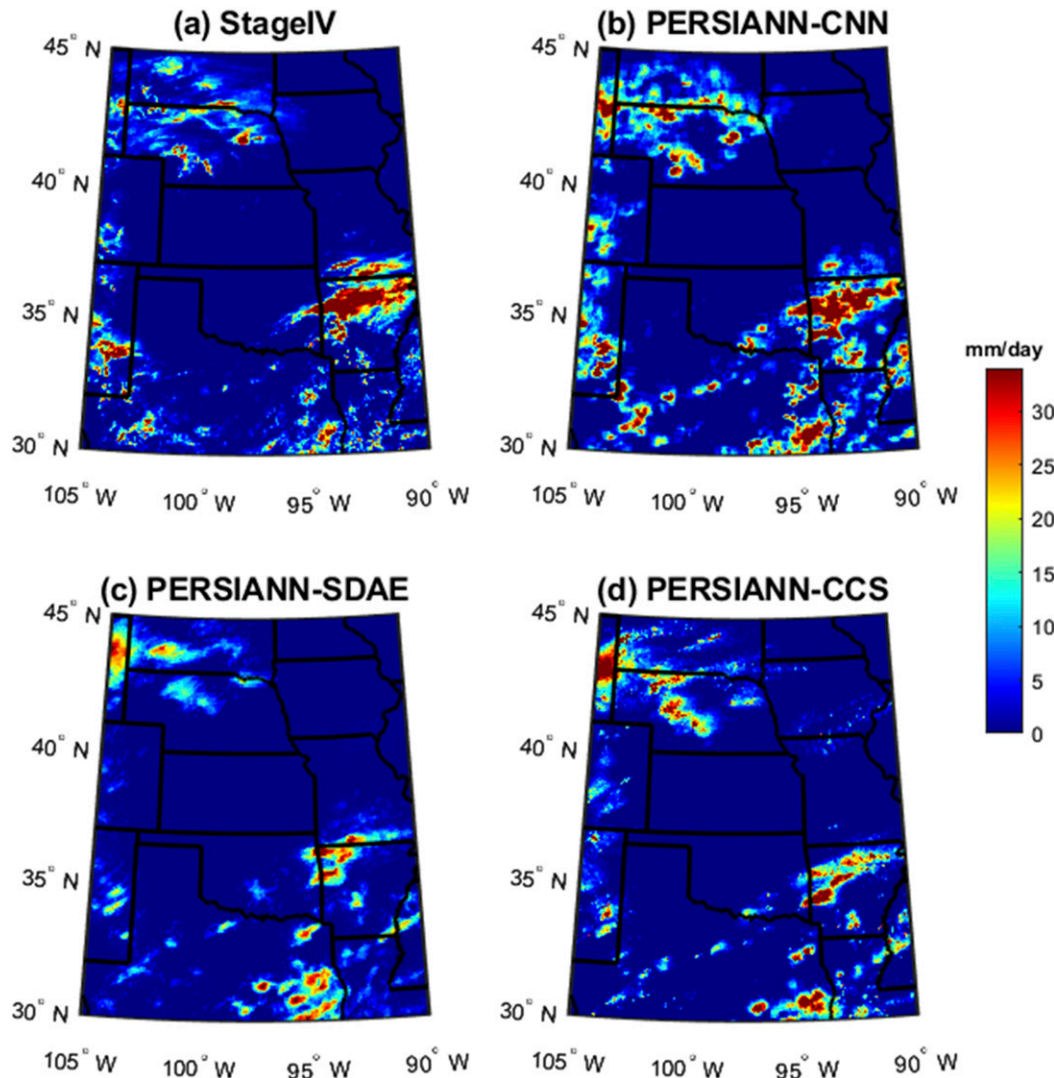 (a) StageIV
(b) PERSIANN-CNN
45° N
40° N
35° N
30° N
105° W
100° W
95° W
90° W
45° N
40° N
35° N
30° N
105° W
100° W
95° W
90° W
mm/day
30
25
20
15
10
5
0
(c) PERSIANN-SDAE
(d) PERSIANN-CCS
45° N
40° N
35° N
30° N
105° W
100° W
95° W
90° W
45° N
40° N
35° N
30° N
105° W
100° W
95° W
90° W